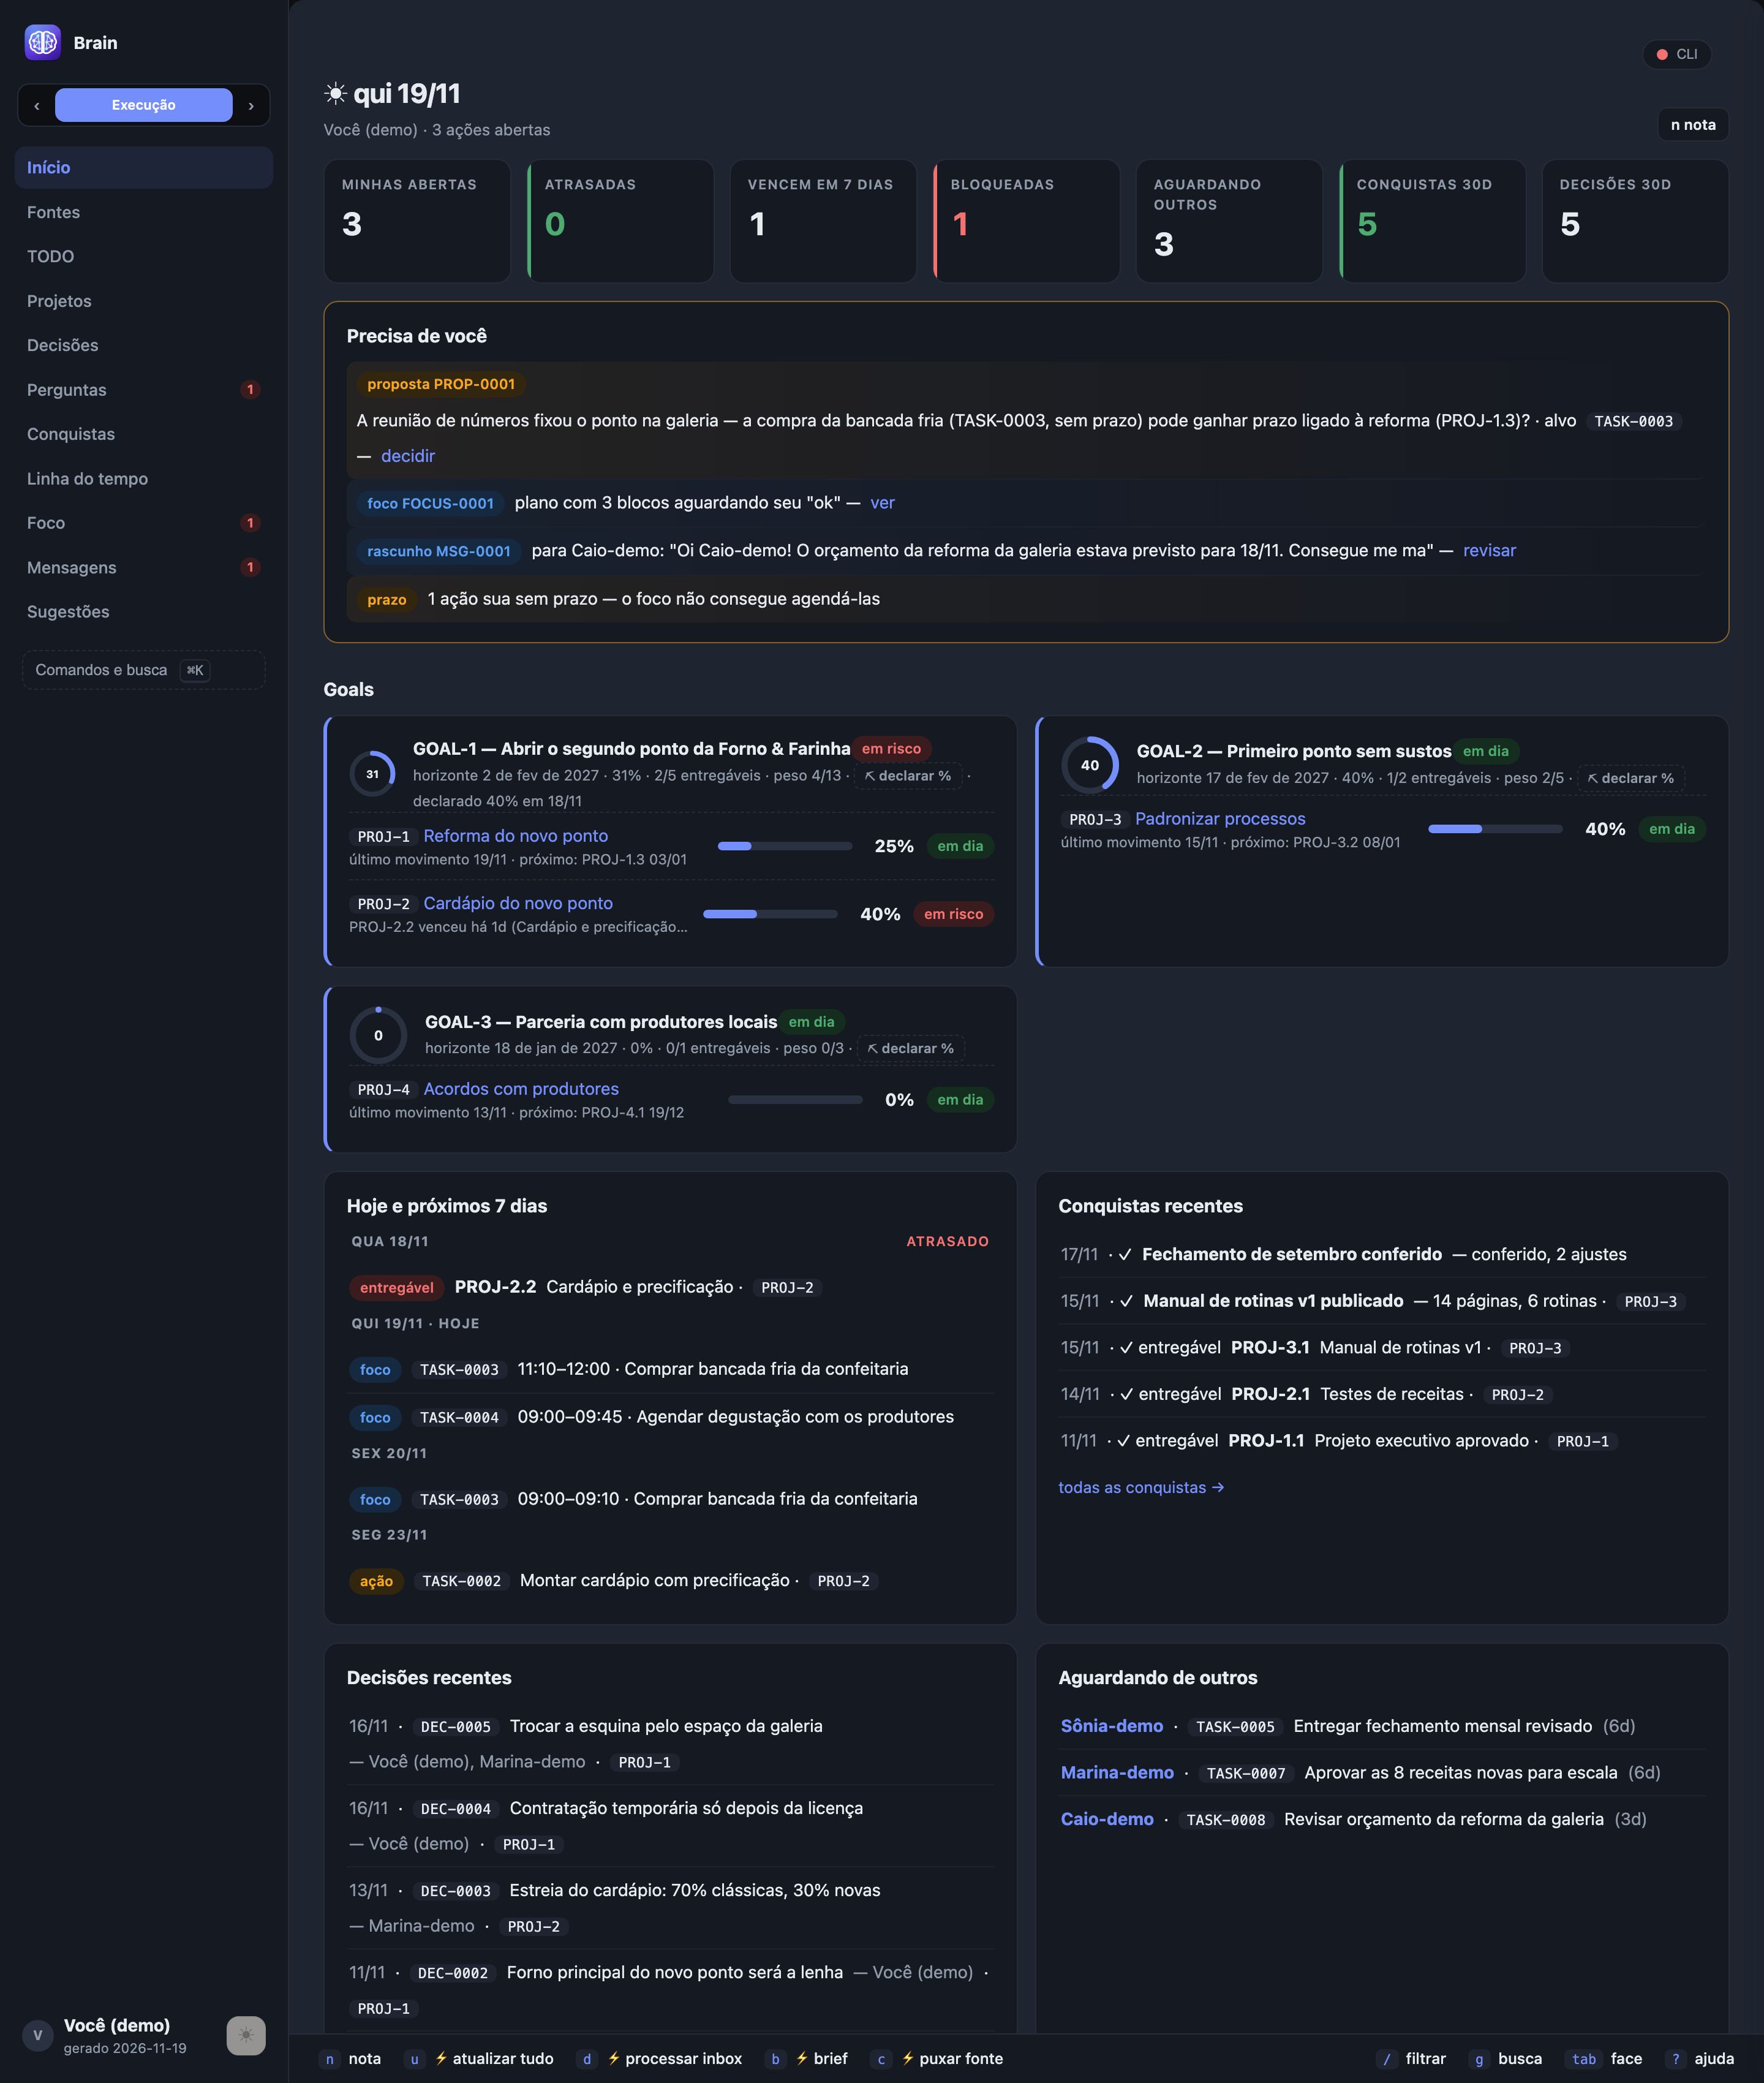 Brain
‹ Execução ›
Início
Fontes
TODO
Projetos
Decisões
Perguntas 1
Conquistas
Linha do tempo
Foco 1
Mensagens 1
Sugestões
Comandos e busca ⌘K
V Você (demo)
gerado 2026-11-19
CLI
☀ qui 19/11
Você (demo) · 3 ações abertas
n nota
MINHAS ABERTAS
3
ATRASADAS
0
VENCEM EM 7 DIAS
1
BLOQUEADAS
1
AGUARDANDO
OUTROS
3
CONQUISTAS 30D
5
DECISÕES 30D
5
Precisa de você
proposta PROP-0001
A reunião de números fixou o ponto na galeria — a compra da bancada fria (TASK-0003, sem prazo) pode ganhar prazo ligado à reforma (PROJ-1.3)? · alvo TASK-0003
— decidir
foco FOCUS-0001 plano com 3 blocos aguardando seu "ok" — ver
rascunho MSG-0001 para Caio-demo: "Oi Caio-demo! O orçamento da reforma da galeria estava previsto para 18/11. Consegue me ma" — revisar
prazo 1 ação sua sem prazo — o foco não consegue agendá-las
Goals
31
GOAL-1 — Abrir o segundo ponto da Forno & Farinha em risco
horizonte 2 de fev de 2027 · 31% · 2/5 entregáveis · peso 4/13 · ↸ declarar % ·
declarado 40% em 18/11
PROJ-1 Reforma do novo ponto
último movimento 19/11 · próximo: PROJ-1.3 03/01
25% em dia
PROJ-2 Cardápio do novo ponto
PROJ-2.2 venceu há 1d (Cardápio e precificação...
40% em risco
40
GOAL-2 — Primeiro ponto sem sustos em dia
horizonte 17 de fev de 2027 · 40% · 1/2 entregáveis · peso 2/5 · ↸ declarar %
PROJ-3 Padronizar processos
último movimento 15/11 · próximo: PROJ-3.2 08/01
40% em dia
0
GOAL-3 — Parceria com produtores locais em dia
horizonte 18 de jan de 2027 · 0% · 0/1 entregáveis · peso 0/3 · ↸ declarar %
PROJ-4 Acordos com produtores
último movimento 13/11 · próximo: PROJ-4.1 19/12
0% em dia
Hoje e próximos 7 dias
QUA 18/11 ATRASADO
entregável PROJ-2.2 Cardápio e precificação · PROJ-2
QUI 19/11 · HOJE
foco TASK-0003 11:10–12:00 · Comprar bancada fria da confeitaria
foco TASK-0004 09:00–09:45 · Agendar degustação com os produtores
SEX 20/11
foco TASK-0003 09:00–09:10 · Comprar bancada fria da confeitaria
SEG 23/11
ação TASK-0002 Montar cardápio com precificação · PROJ-2
Conquistas recentes
17/11 · ✓ Fechamento de setembro conferido — conferido, 2 ajustes
15/11 · ✓ Manual de rotinas v1 publicado — 14 páginas, 6 rotinas · PROJ-3
15/11 · ✓ entregável PROJ-3.1 Manual de rotinas v1 · PROJ-3
14/11 · ✓ entregável PROJ-2.1 Testes de receitas · PROJ-2
11/11 · ✓ entregável PROJ-1.1 Projeto executivo aprovado · PROJ-1
todas as conquistas →
Decisões recentes
16/11 · DEC-0005 Trocar a esquina pelo espaço da galeria
— Você (demo), Marina-demo · PROJ-1
16/11 · DEC-0004 Contratação temporária só depois da licença
— Você (demo) · PROJ-1
13/11 · DEC-0003 Estreia do cardápio: 70% clássicas, 30% novas
— Marina-demo · PROJ-2
11/11 · DEC-0002 Forno principal do novo ponto será a lenha — Você (demo) ·
PROJ-1
Aguardando de outros
Sônia-demo · TASK-0005 Entregar fechamento mensal revisado (6d)
Marina-demo · TASK-0007 Aprovar as 8 receitas novas para escala (6d)
Caio-demo · TASK-0008 Revisar orçamento da reforma da galeria (3d)
n nota u ⚡ atualizar tudo d ⚡ processar inbox b ⚡ brief c ⚡ puxar fonte / filtrar g busca tab face ? ajuda